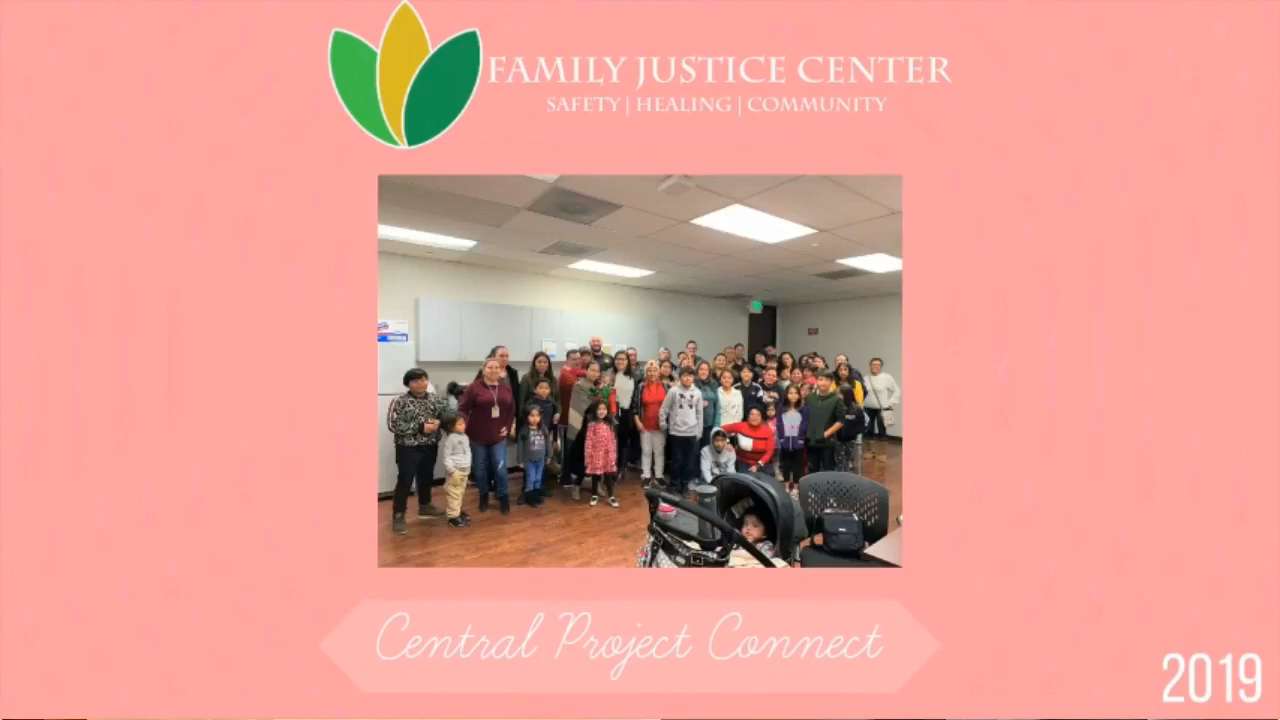 FAMILY JUSTICE CENTER
SAFETY | HEALING | COMMUNITY
Central Project Connect
2019